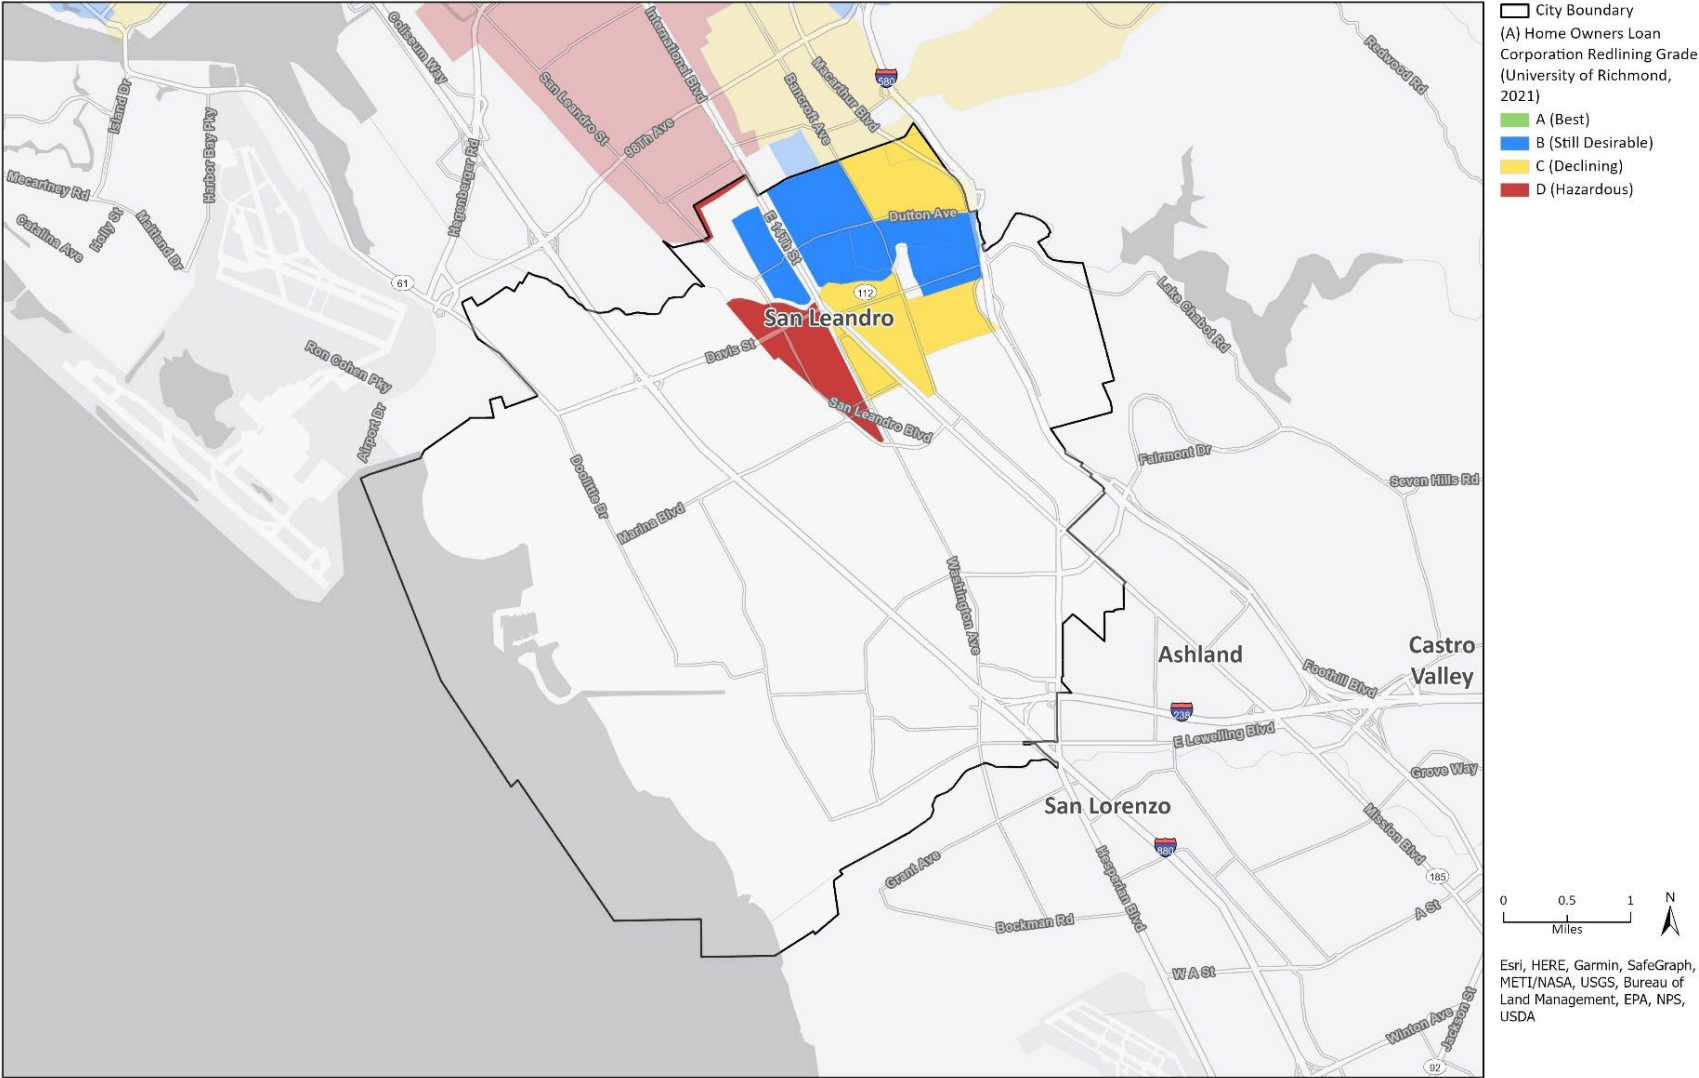 City Boundary
(A) Home Owners Loan
Corporation Redlining Grade
(University of Richmond,
2021)
A (Best)
B (Still Desirable)
C (Declining)
D (Hazardous)
Coliseum Way
International Blvd
Redwood Rd
Macarthur Blvd
580
Island Dr
San Leandro St
Bancroft Ave
98Th Ave
Harbor Bay Pky
Hegenberger Rd
Mecartney Rd
Holly St
Maitland Dr
Catalina Ave
Dutton Ave
E 14Th St
61
112
San Leandro
Lake Chabot Rd
Davis St
Ron Cohen Pky
Airport Dr
San Leandro Blvd
Fairmont Dr
Seven Hills Rd
Doolittle Dr
Marina Blvd
Washington Ave
Ashland
Castro
Valley
Foothill Blvd
238
E Lewelling Blvd
Grove Way
San Lorenzo
Mission Blvd
880
Grant Ave
Hesperian Blvd
185
A St
Bockman Rd
W A St
Winton Ave
Jackson St
92
0 0.5 1
Miles
N
Esri, HERE, Garmin, SafeGraph,
METI/NASA, USGS, Bureau of
Land Management, EPA, NPS,
USDA